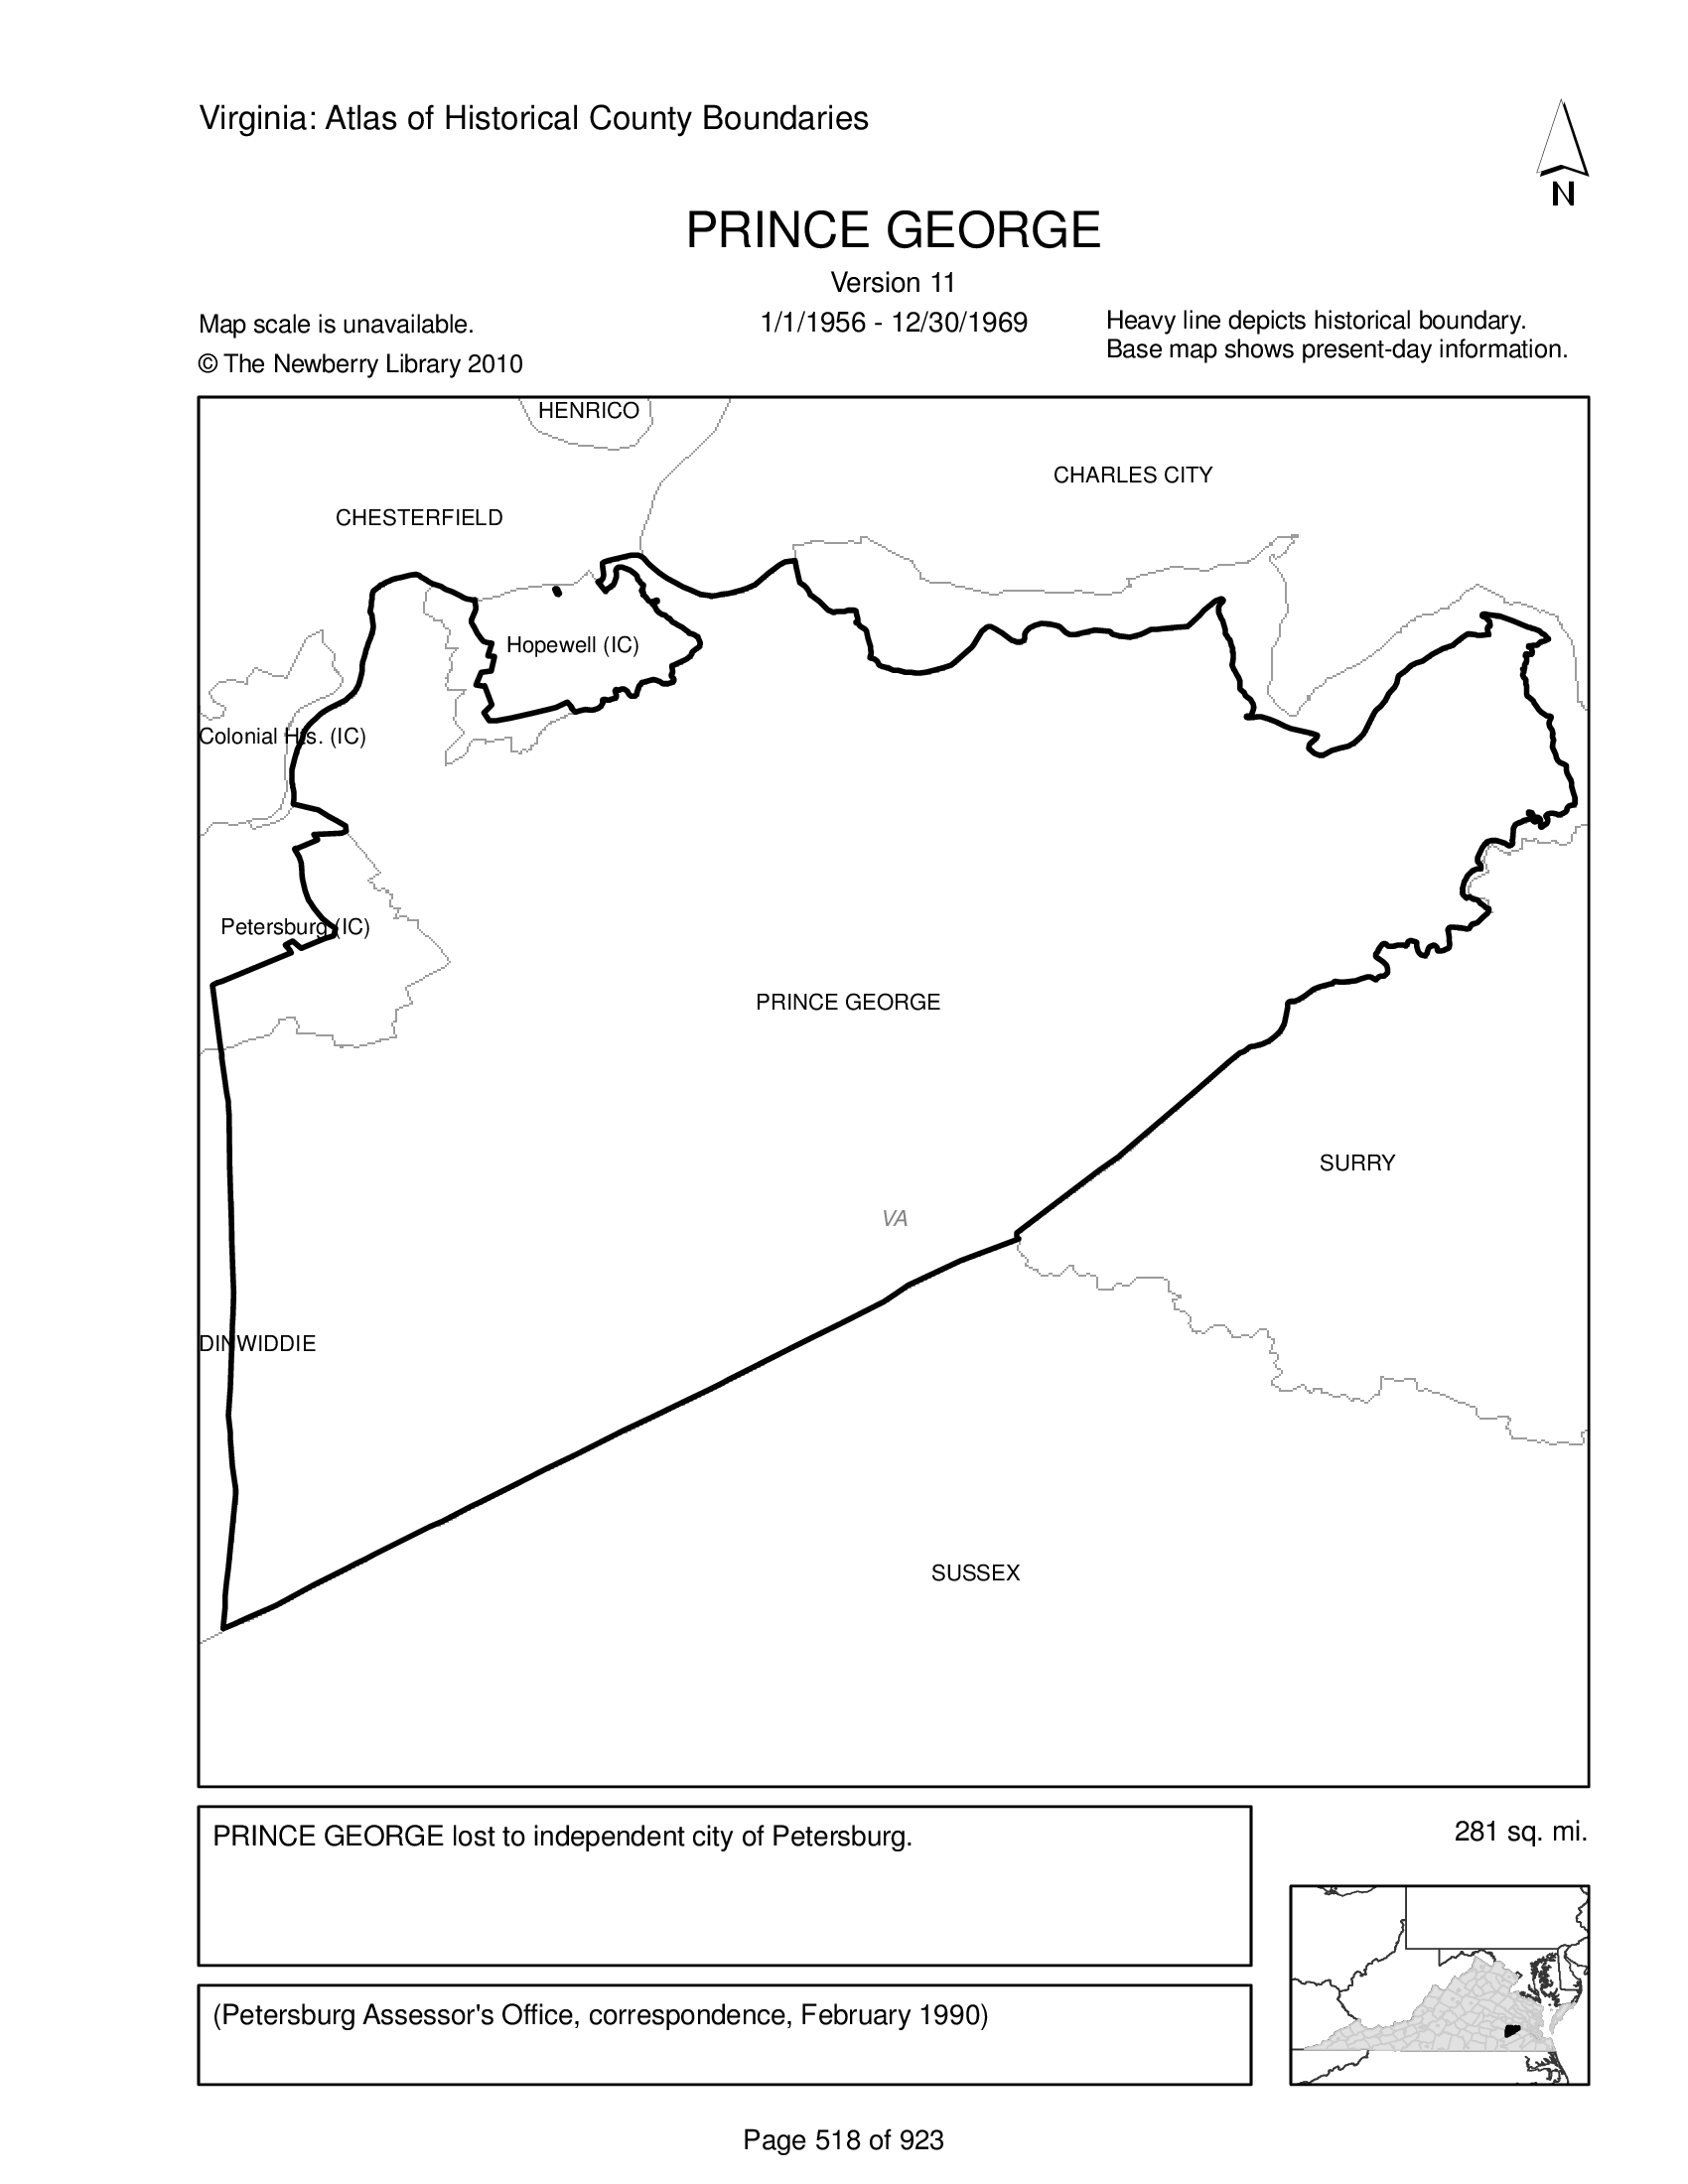 Virginia: Atlas of Historical County Boundaries
N
PRINCE GEORGE
Version 11
Map scale is unavailable.
1/1/1956 - 12/30/1969
Heavy line depicts historical boundary.
Base map shows present-day information.
© The Newberry Library 2010
HENRICO
CHARLES CITY
CHESTERFIELD
Hopewell (IC)
Colonial Hts. (IC)
Petersburg (IC)
PRINCE GEORGE
SURRY
VA
DINWIDDIE
SUSSEX
PRINCE GEORGE lost to independent city of Petersburg.
281 sq. mi.
(Petersburg Assessor's Office, correspondence, February 1990)
Page 518 of 923